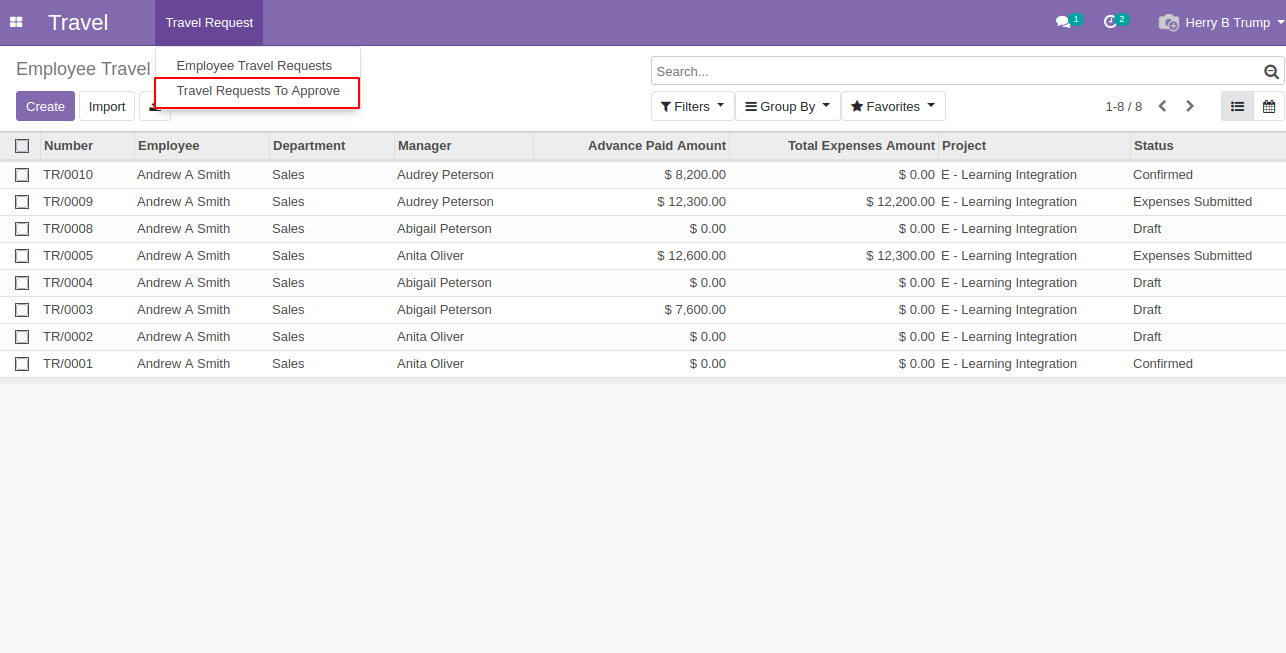 Travel Travel Request 1 2 Herry B Trump
Employee Travel Requests
Travel Requests To Approve
Employee Travel
Search...
Create Import Filters Group By Favorites 1-8 / 8
Number Employee Department Manager Advance Paid Amount Total Expenses Amount Project Status
TR/0010 Andrew A Smith Sales Audrey Peterson $ 8,200.00 $ 0.00 E - Learning Integration Confirmed
TR/0009 Andrew A Smith Sales Audrey Peterson $ 12,300.00 $ 12,200.00 E - Learning Integration Expenses Submitted
TR/0008 Andrew A Smith Sales Abigail Peterson $ 0.00 $ 0.00 E - Learning Integration Draft
TR/0005 Andrew A Smith Sales Anita Oliver $ 12,600.00 $ 12,300.00 E - Learning Integration Expenses Submitted
TR/0004 Andrew A Smith Sales Abigail Peterson $ 0.00 $ 0.00 E - Learning Integration Draft
TR/0003 Andrew A Smith Sales Abigail Peterson $ 7,600.00 $ 0.00 E - Learning Integration Draft
TR/0002 Andrew A Smith Sales Anita Oliver $ 0.00 $ 0.00 E - Learning Integration Draft
TR/0001 Andrew A Smith Sales Anita Oliver $ 0.00 $ 0.00 E - Learning Integration Confirmed